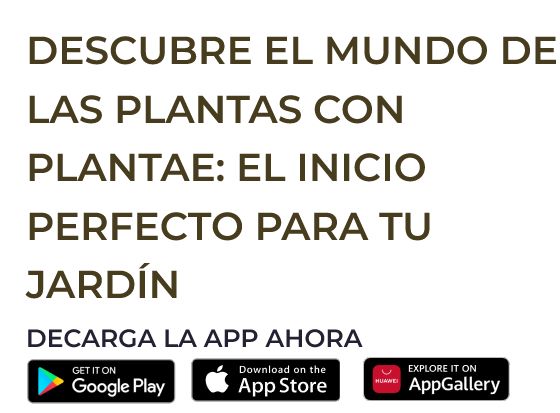 DESCUBRE EL MUNDO DE
LAS PLANTAS CON
PLANTAE: EL INICIO
PERFECTO PARA TU
JARDÍN
DECARGA LA APP AHORA
GET IT ON
Google Play
Download on the
App Store
HUAWEI
EXPLORE IT ON
AppGallery